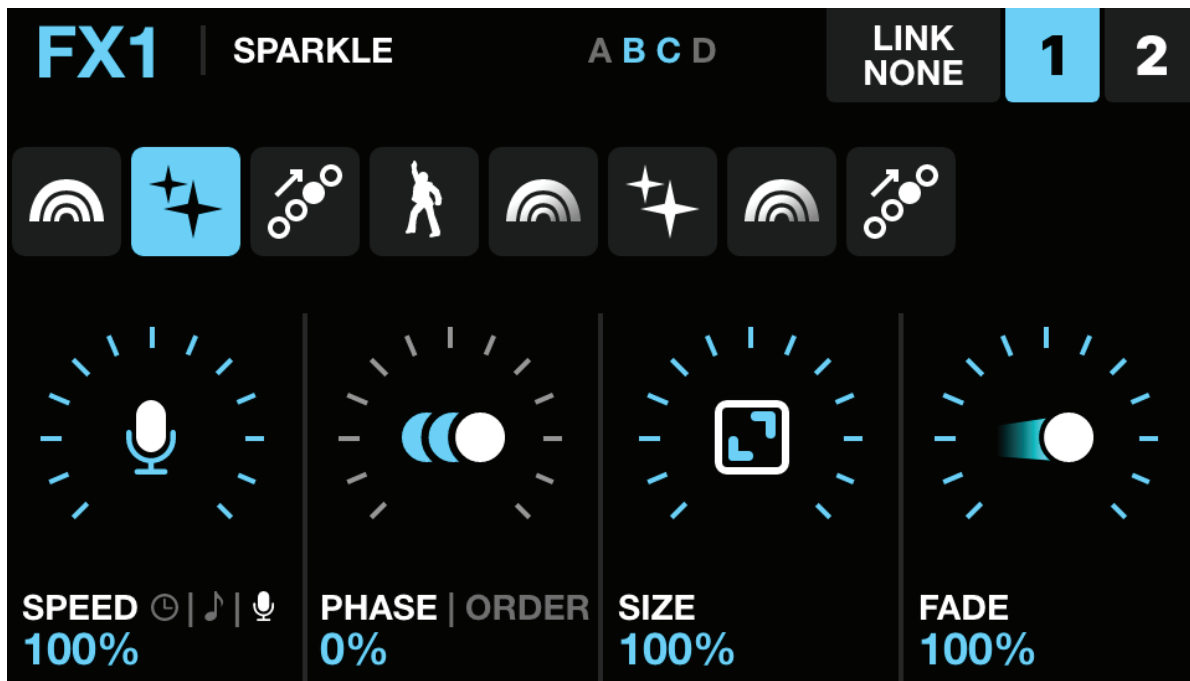 FX1 | SPARKLE A B C D LINK NONE 1 2
SPEED | | PHASE | ORDER SIZE FADE
100% 0% 100% 100%